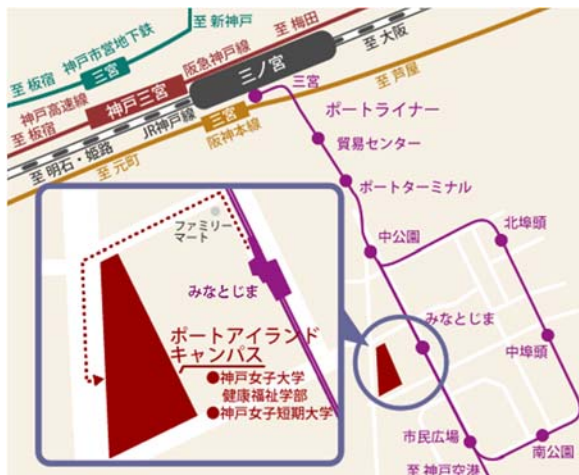 至 新神戸
神戸市営地下鉄
至 板宿
三宮
至 梅田
阪急神戸線
神戸三宮
神戸高速線
至 板宿
至 大阪
三ノ宮
JR神戸線
至 明石・姫路
至 芦屋
三宮
阪神本線
至 元町
三宮
ポートライナー
貿易センター
ポートターミナル
中公園
北埠頭
みなとじま
中埠頭
市民広場
南公園
至 神戸空港
ファミリー
マート
みなとじま
ポートアイランド
キャンパス
●神戸女子大学
健康福祉学部
●神戸女子短期大学